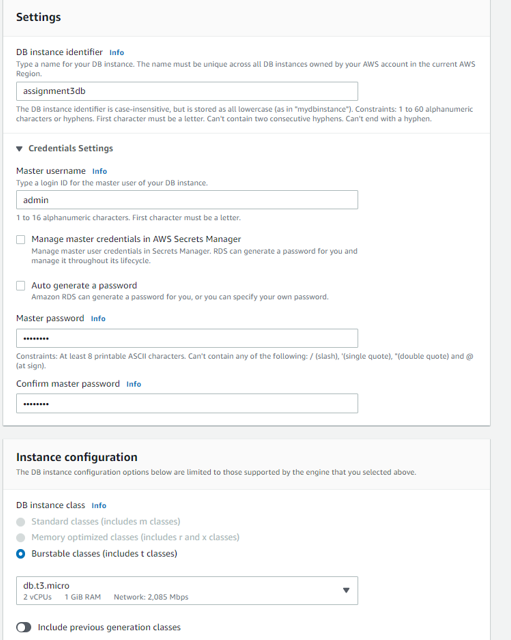 Settings
DB instance identifier Info
Type a name for your DB instance. The name must be unique across all DB instances owned by your AWS account in the current AWS
Region.
assignment3db
The DB instance identifier is case-insensitive, but is stored as all lowercase (as in "mydbinstance"). Constraints: 1 to 60 alphanumeric
characters or hyphens. First character must be a letter. Can't contain two consecutive hyphens. Can't end with a hyphen.
Credentials Settings
Master username Info
Type a login ID for the master user of your DB instance.
admin
1 to 16 alphanumeric characters. First character must be a letter.
Manage master credentials in AWS Secrets Manager
Manage master user credentials in Secrets Manager. RDS can generate a password for you and
manage it throughout its lifecycle.
Auto generate a password
Amazon RDS can generate a password for you, or you can specify your own password.
Master password Info
••••••••
Constraints: At least 8 printable ASCII characters. Can't contain any of the following: / (slash), '(single quote), "(double quote) and @
(at sign).
Confirm master password Info
••••••••
Instance configuration
The DB instance configuration options below are limited to those supported by the engine that you selected above.
DB instance class Info
Standard classes (includes m classes)
Memory optimized classes (includes r and x classes)
Burstable classes (includes t classes)
db.t3.micro
2 vCPUs 1 GiB RAM Network: 2,085 Mbps
Include previous generation classes